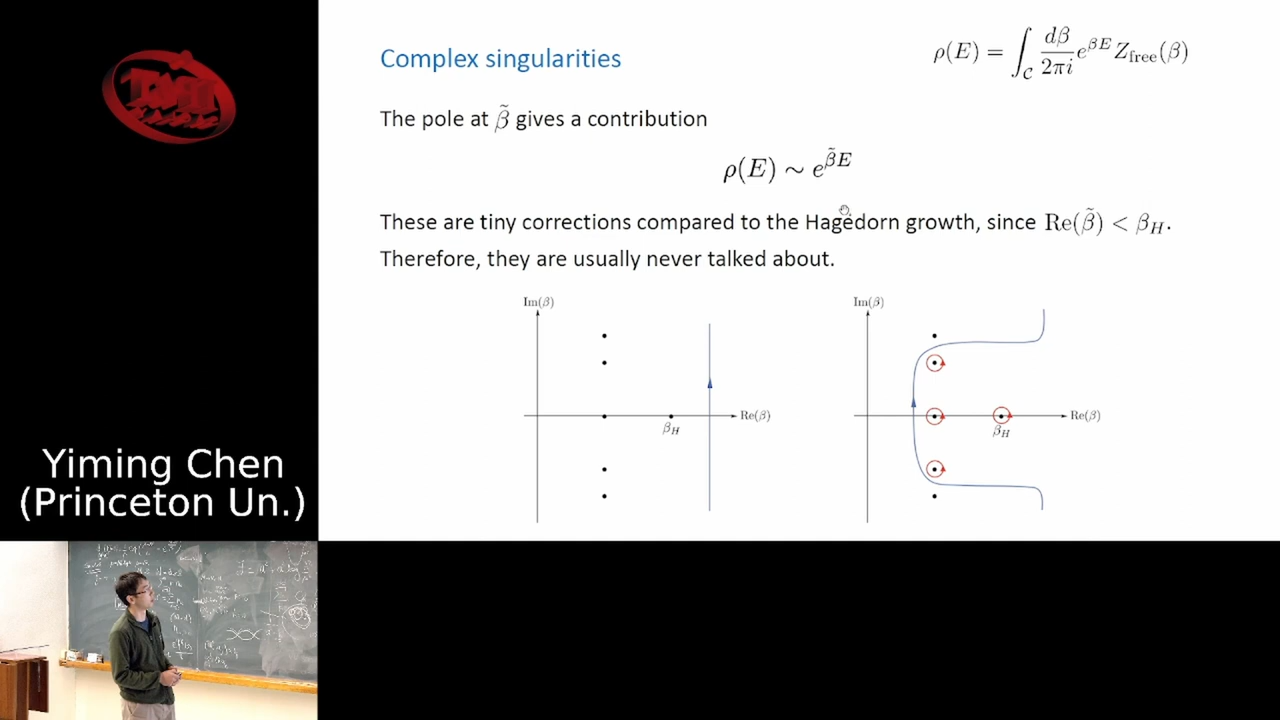 Complex singularities
ρ(E) = ∫_C dβ/2πi e^{βE} Z_free(β)
The pole at β̃ gives a contribution
ρ(E) ∼ e^{β̃E}
These are tiny corrections compared to the Hagedorn growth, since Re(β̃) < β_H.
Therefore, they are usually never talked about.
Im(β)
Re(β)
β_H
Im(β)
Re(β)
β_H
Yiming Chen
(Princeton Un.)